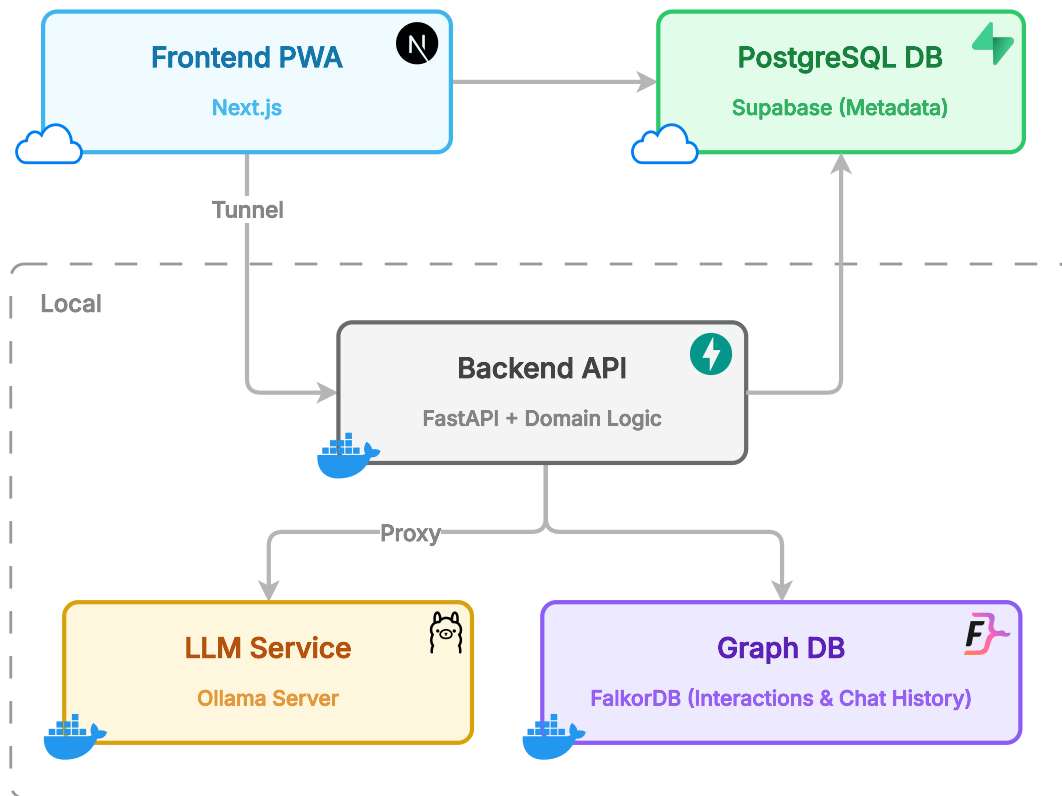 Frontend PWA
Next.js
N
PostgreSQL DB
Supabase (Metadata)
Tunnel
Local
Backend API
FastAPI + Domain Logic
Proxy
LLM Service
Ollama Server
Graph DB
F
FalkorDB (Interactions & Chat History)